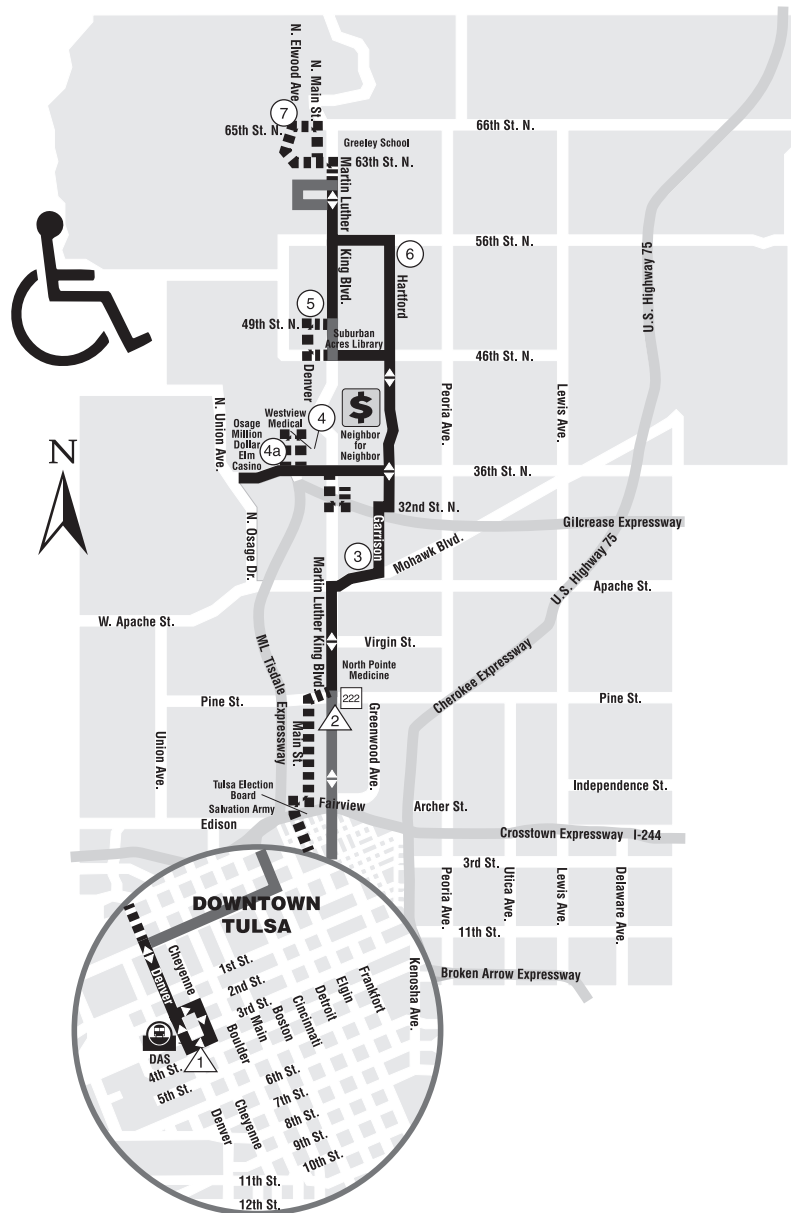 N. Elwood Ave.
N. Main St.
7
65th St. N.
66th St. N.
Greeley School
63th St. N.
Martin Luther
King Blvd.
56th St. N.
6
Hartford
U.S. Highway 75
5
49th St. N.
Suburban
Acres Library
46th St. N.
Denver
Peoria Ave.
Lewis Ave.
N. Union Ave.
Westview
Medical
4
Osage
Million
Dollar
Elm
Casino
4a
$
Neighbor
for
Neighbor
36th St. N.
N
32nd St. N.
Garrison
Gilcrease Expressway
N. Osage Dr.
3
Mohawk Blvd.
U.S. Highway 75
Apache St.
W. Apache St.
Martin Luther King Blvd.
Virgin St.
ML Tisdale Expressway
North Pointe
Medicine
Cherokee Expressway
222
2
Pine St.
Pine St.
Main St.
Greenwood Ave.
Union Ave.
Tulsa Election
Board
Salvation Army
Independence St.
Fairview
Archer St.
Edison
Crosstown Expressway I-244
3rd St.
Peoria Ave.
Utica Ave.
Lewis Ave.
Delaware Ave.
11th St.
Kenosha Ave.
Broken Arrow Expressway
DOWNTOWN
TULSA
Cheyenne
Denver
1st St.
2nd St.
3rd St.
Boulder
Main
Boston
Cincinnati
Detroit
Elgin
Frankfort
DAS
1
4th St.
5th St.
6th St.
7th St.
8th St.
9th St.
10th St.
Denver
Cheyenne
11th St.
12th St.